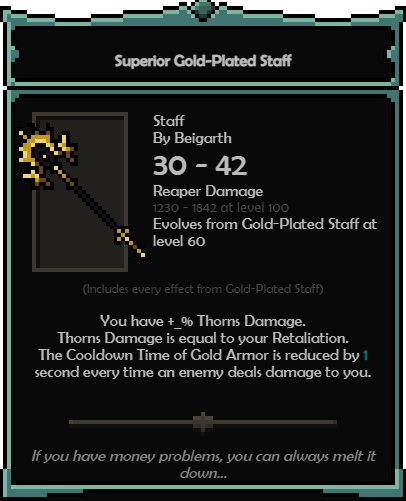 Superior Gold-Plated Staff
Staff
By Beigarth
30 - 42
Reaper Damage
1230 - 1842 at level 100
Evolves from Gold-Plated Staff at
level 60
(Includes every effect from Gold-Plated Staff)
You have +_% Thorns Damage.
Thorns Damage is equal to your Retaliation.
The Cooldown Time of Gold Armor is reduced by 1
second every time an enemy deals damage to you.
If you have money problems, you can always melt it
down...